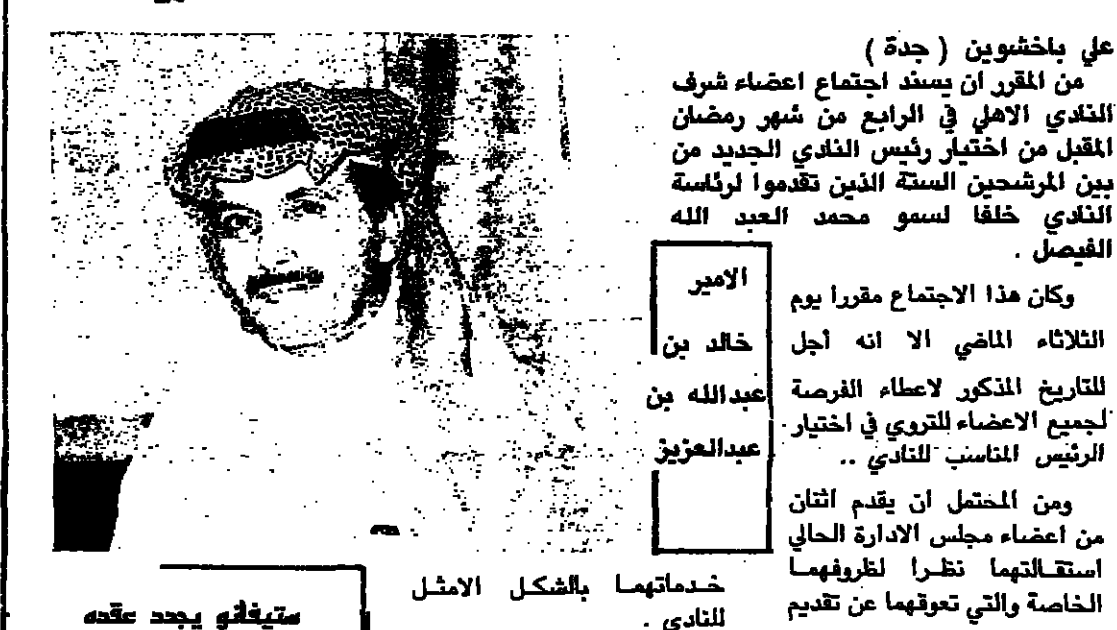 علي باخشوين ( جدة )
من المقرر ان يسند اجتماع اعضاء شرف
النادي الاهلي في الرابع من شهر رمضان
المقبل من اختيار رئيس النادي الجديد من
بين المرشحين الستة الذين تقدموا لرئاسة
النادي خلفا لسمو محمد العبد الله
الفيصل .
وكان هذا الاجتماع مقررا يوم
الثلاثاء الماضي الا انه أجل
للتاريخ المذكور لاعطاء الفرصة
لجميع الاعضاء للتروي في اختيار
الرئيس المناسب للنادي ..
ومن المحتمل ان يقدم اثنان
من اعضاء مجلس الادارة الحالي
استقالتهما نظرا لظروفهما
الخاصة والتي تعوقهما عن تقديم
خدماتهما بالشكل الامثل
للنادي .
الامير
خالد بن
عبدالله بن
عبدالعزيز
ستيفانو يجدد عقده